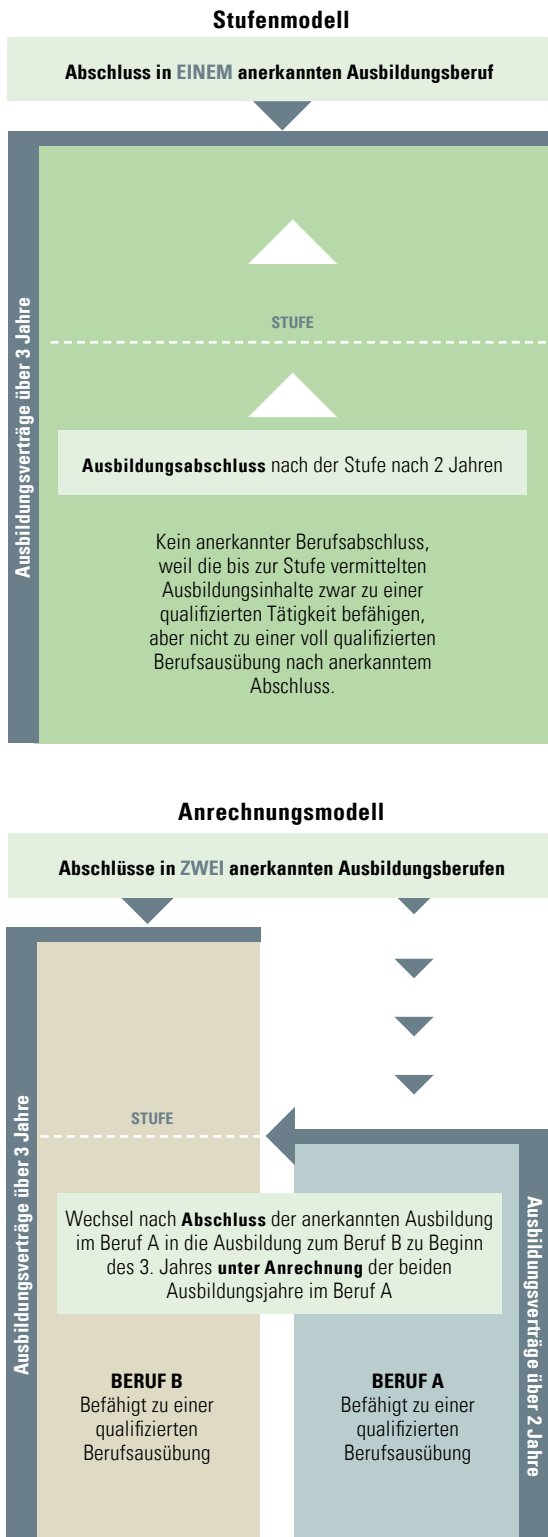 Stufenmodell
Abschluss in EINEM anerkannten Ausbildungsberuf
Ausbildungsverträge über 3 Jahre
STUFE
Ausbildungsabschluss nach der Stufe nach 2 Jahren
Kein anerkannter Berufsabschluss,
weil die bis zur Stufe vermittelten
Ausbildungsinhalte zwar zu einer
qualifizierten Tätigkeit befähigen,
aber nicht zu einer voll qualifizierten
Berufsausübung nach anerkanntem
Abschluss.
Anrechnungsmodell
Abschlüsse in ZWEI anerkannten Ausbildungsberufen
Ausbildungsverträge über 3 Jahre
STUFE
Wechsel nach Abschluss der anerkannten Ausbildung
im Beruf A in die Ausbildung zum Beruf B zu Beginn
des 3. Jahres unter Anrechnung der beiden
Ausbildungsjahre im Beruf A
BERUF B
Befähigt zu einer
qualifizierten
Berufsausübung
BERUF A
Befähigt zu einer
qualifizierten
Berufsausübung
Ausbildungsverträge über 2 Jahre